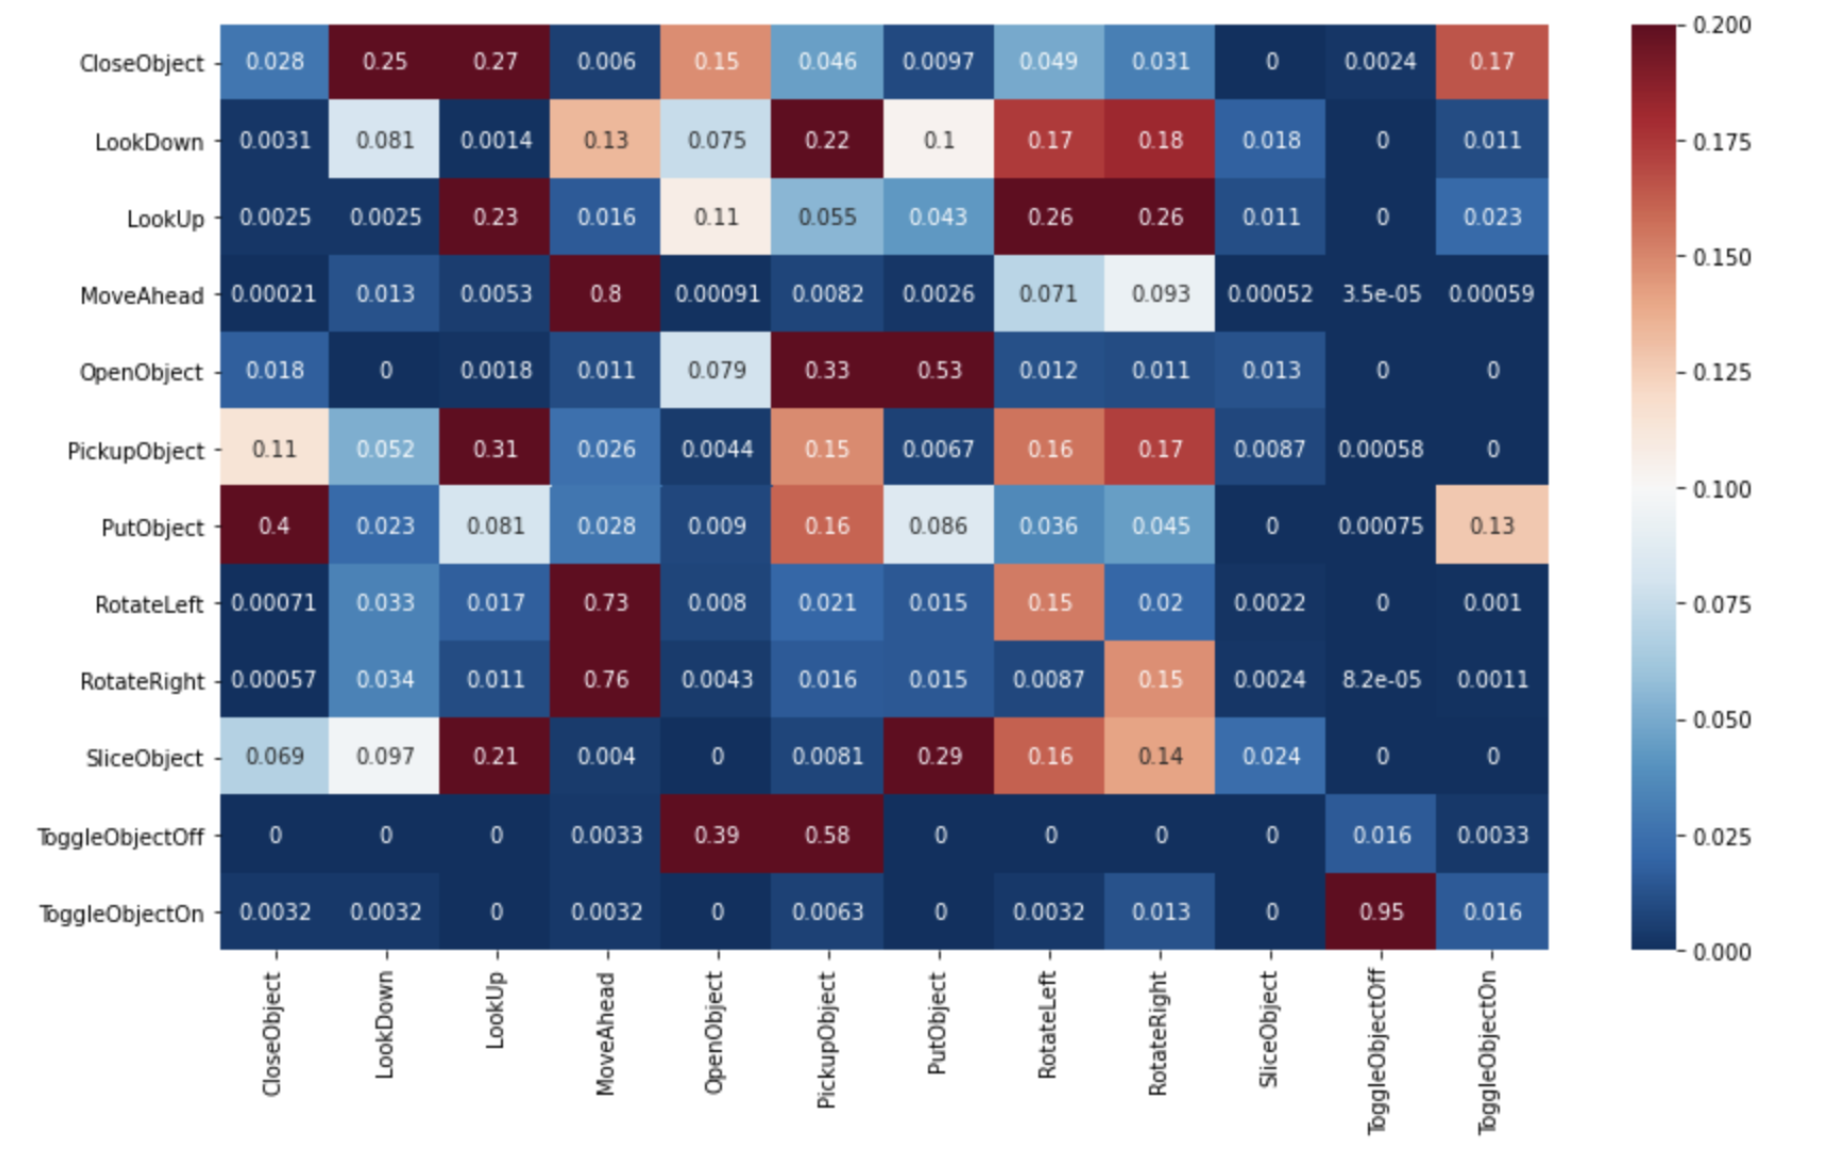 CloseObject 0.028 0.25 0.27 0.006 0.15 0.046 0.0097 0.049 0.031 0 0.0024 0.17
LookDown 0.0031 0.081 0.0014 0.13 0.075 0.22 0.1 0.17 0.18 0.018 0 0.011
LookUp 0.0025 0.0025 0.23 0.016 0.11 0.055 0.043 0.26 0.26 0.011 0 0.023
MoveAhead 0.00021 0.013 0.0053 0.8 0.00091 0.0082 0.0026 0.071 0.093 0.00052 3.5e-05 0.00059
OpenObject 0.018 0 0.0018 0.011 0.079 0.33 0.53 0.012 0.011 0.013 0 0
PickupObject 0.11 0.052 0.31 0.026 0.0044 0.15 0.0067 0.16 0.17 0.0087 0.00058 0
PutObject 0.4 0.023 0.081 0.028 0.009 0.16 0.086 0.036 0.045 0 0.00075 0.13
RotateLeft 0.00071 0.033 0.017 0.73 0.008 0.021 0.015 0.15 0.02 0.0022 0 0.001
RotateRight 0.00057 0.034 0.011 0.76 0.0043 0.016 0.015 0.0087 0.15 0.0024 8.2e-05 0.0011
SliceObject 0.069 0.097 0.21 0.004 0 0.0081 0.29 0.16 0.14 0.024 0 0
ToggleObjectOff 0 0 0 0.0033 0.39 0.58 0 0 0 0 0.016 0.0033
ToggleObjectOn 0.0032 0.0032 0 0.0032 0 0.0063 0 0.0032 0.013 0 0.95 0.016
CloseObject
LookDown
LookUp
MoveAhead
OpenObject
PickupObject
PutObject
RotateLeft
RotateRight
SliceObject
ToggleObjectOff
ToggleObjectOn
0.200
0.175
0.150
0.125
0.100
0.075
0.050
0.025
0.000